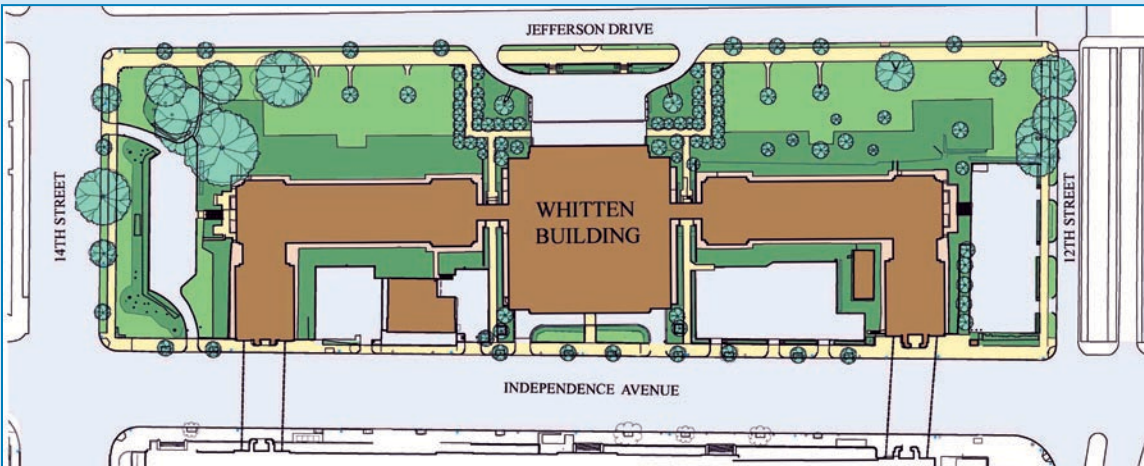 JEFFERSON DRIVE
14TH STREET
WHITTEN
BUILDING
12TH STREET
INDEPENDENCE AVENUE